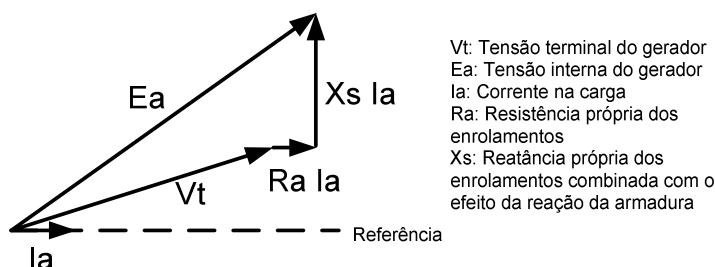 Ea
Xs Ia
Vt
Ra Ia
Ia
Referência
Vt: Tensão terminal do gerador
Ea: Tensão interna do gerador
Ia: Corrente na carga
Ra: Resistência própria dos
enrolamentos
Xs: Reatância própria dos
enrolamentos combinada com o
efeito da reação da armadura